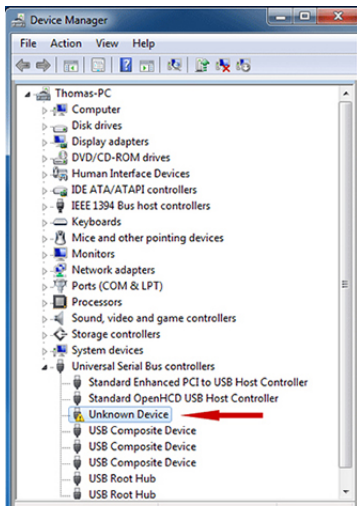 Device Manager
File Action View Help
Thomas-PC
Computer
Disk drives
Display adapters
DVD/CD-ROM drives
Human Interface Devices
IDE ATA/ATAPI controllers
IEEE 1394 Bus host controllers
Keyboards
Mice and other pointing devices
Monitors
Network adapters
Ports (COM & LPT)
Processors
Sound, video and game controllers
Storage controllers
System devices
Universal Serial Bus controllers
Standard Enhanced PCI to USB Host Controller
Standard OpenHCD USB Host Controller
Unknown Device
USB Composite Device
USB Composite Device
USB Composite Device
USB Root Hub
USB Root Hub